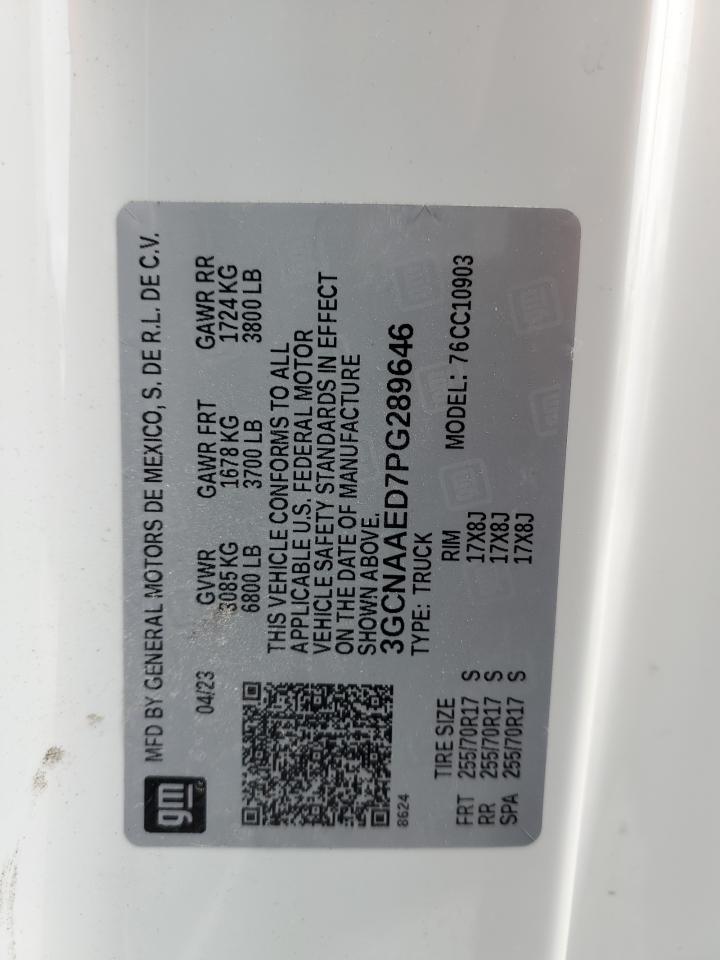 gm
MFD BY GENERAL MOTORS DE MEXICO, S. DE R.L. DE C.V.
04/23 GVWR GAWR FRT GAWR RR
3085 KG 1678 KG 1724 KG
6800 LB 3700 LB 3800 LB
THIS VEHICLE CONFORMS TO ALL
APPLICABLE U.S. FEDERAL MOTOR
VEHICLE SAFETY STANDARDS IN EFFECT
ON THE DATE OF MANUFACTURE
SHOWN ABOVE.
8624
3GCNAAED7PG289646
TYPE: TRUCK MODEL: 76CC10903
TIRE SIZE RIM
FRT 255/70R17 S 17X8J
RR 255/70R17 S 17X8J
SPA 255/70R17 S 17X8J